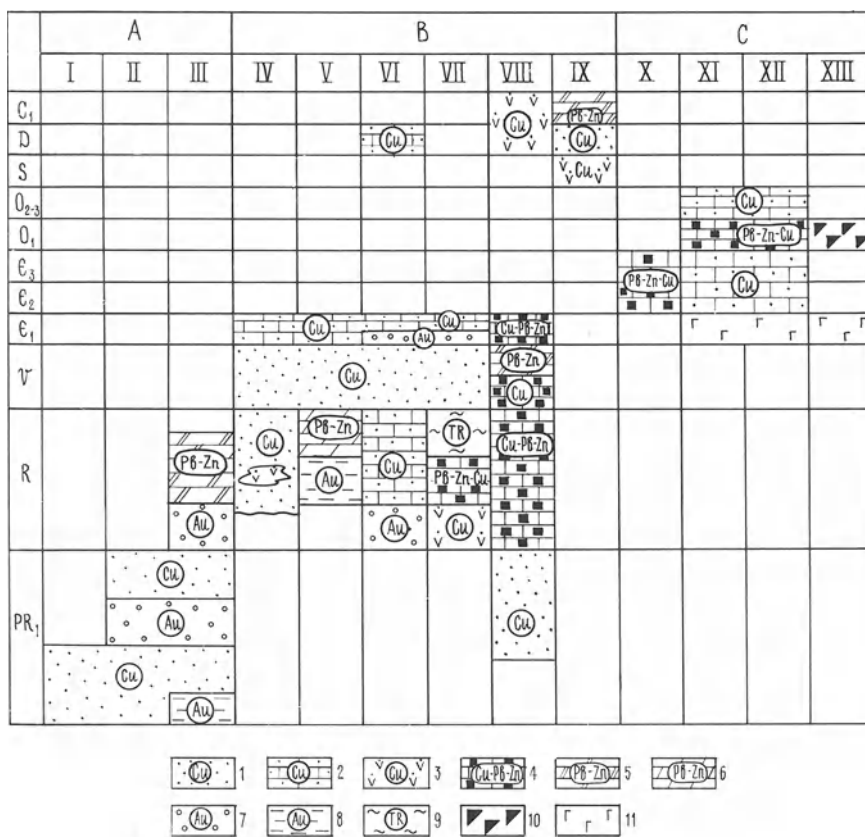 A B C
I II III IV V VI VII VIII IX X XI XII XIII
C₁ Cu Pb-Zn
D Cu Cu
S Cu
O₂₋₃ Cu
O₁ Pb-Zn-Cu
Є₃ Pb-Zn-Cu
Є₂ Cu
Є₁ Cu Cu Cu-Pb-Zn
Au
V Cu Pb-Zn
Cu
R Cu Pb-Zn TR Cu-Pb-Zn
Pb-Zn Au Cu Pb-Zn-Cu
Au Au Cu
PR₁ Cu
Au Cu
Cu
Au
Cu 1 Cu 2 Cu 3 Cu-Pb-Zn 4 Pb-Zn 5 Pb-Zn 6
Au 7 Au 8 TR 9 10 11